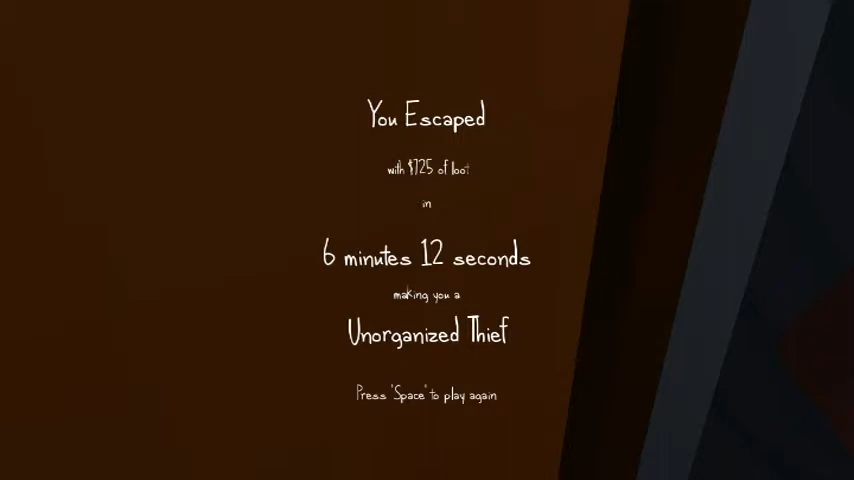 You Escaped
with $725 of loot
in
6 minutes 12 seconds
making you a
Unorganized Thief
Press "Space" to play again